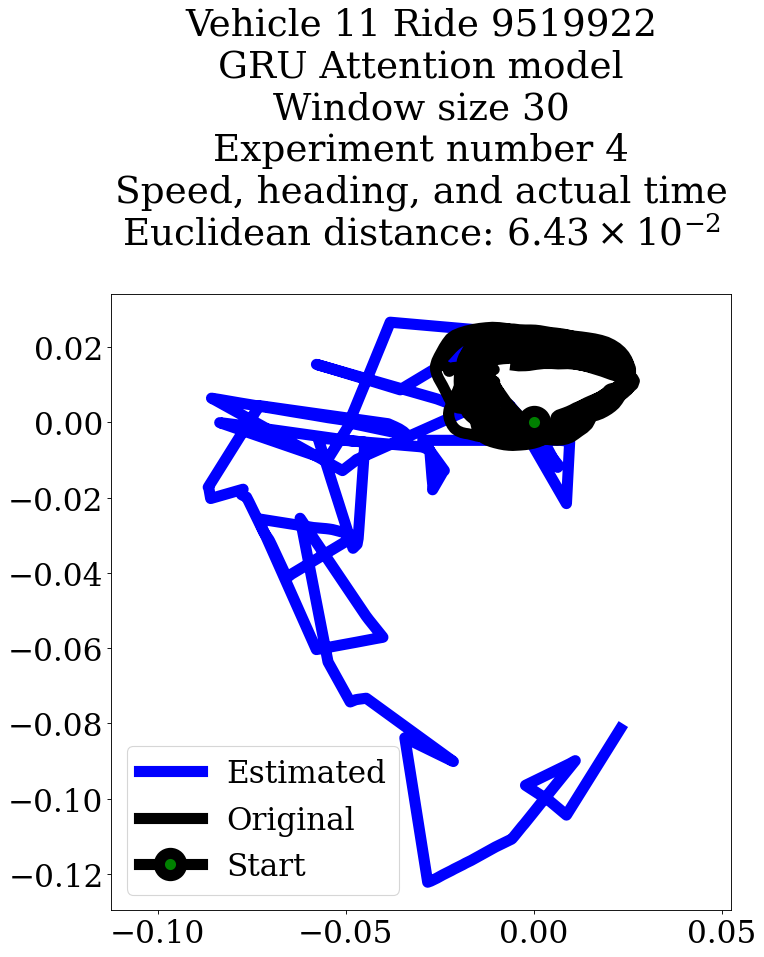 Vehicle 11 Ride 9519922
GRU Attention model
Window size 30
Experiment number 4
Speed, heading, and actual time
Euclidean distance: 6.43 × 10⁻²
0.02
0.00
−0.02
−0.04
−0.06
−0.08
−0.10
−0.12
Estimated
Original
Start
−0.10 −0.05 0.00 0.05